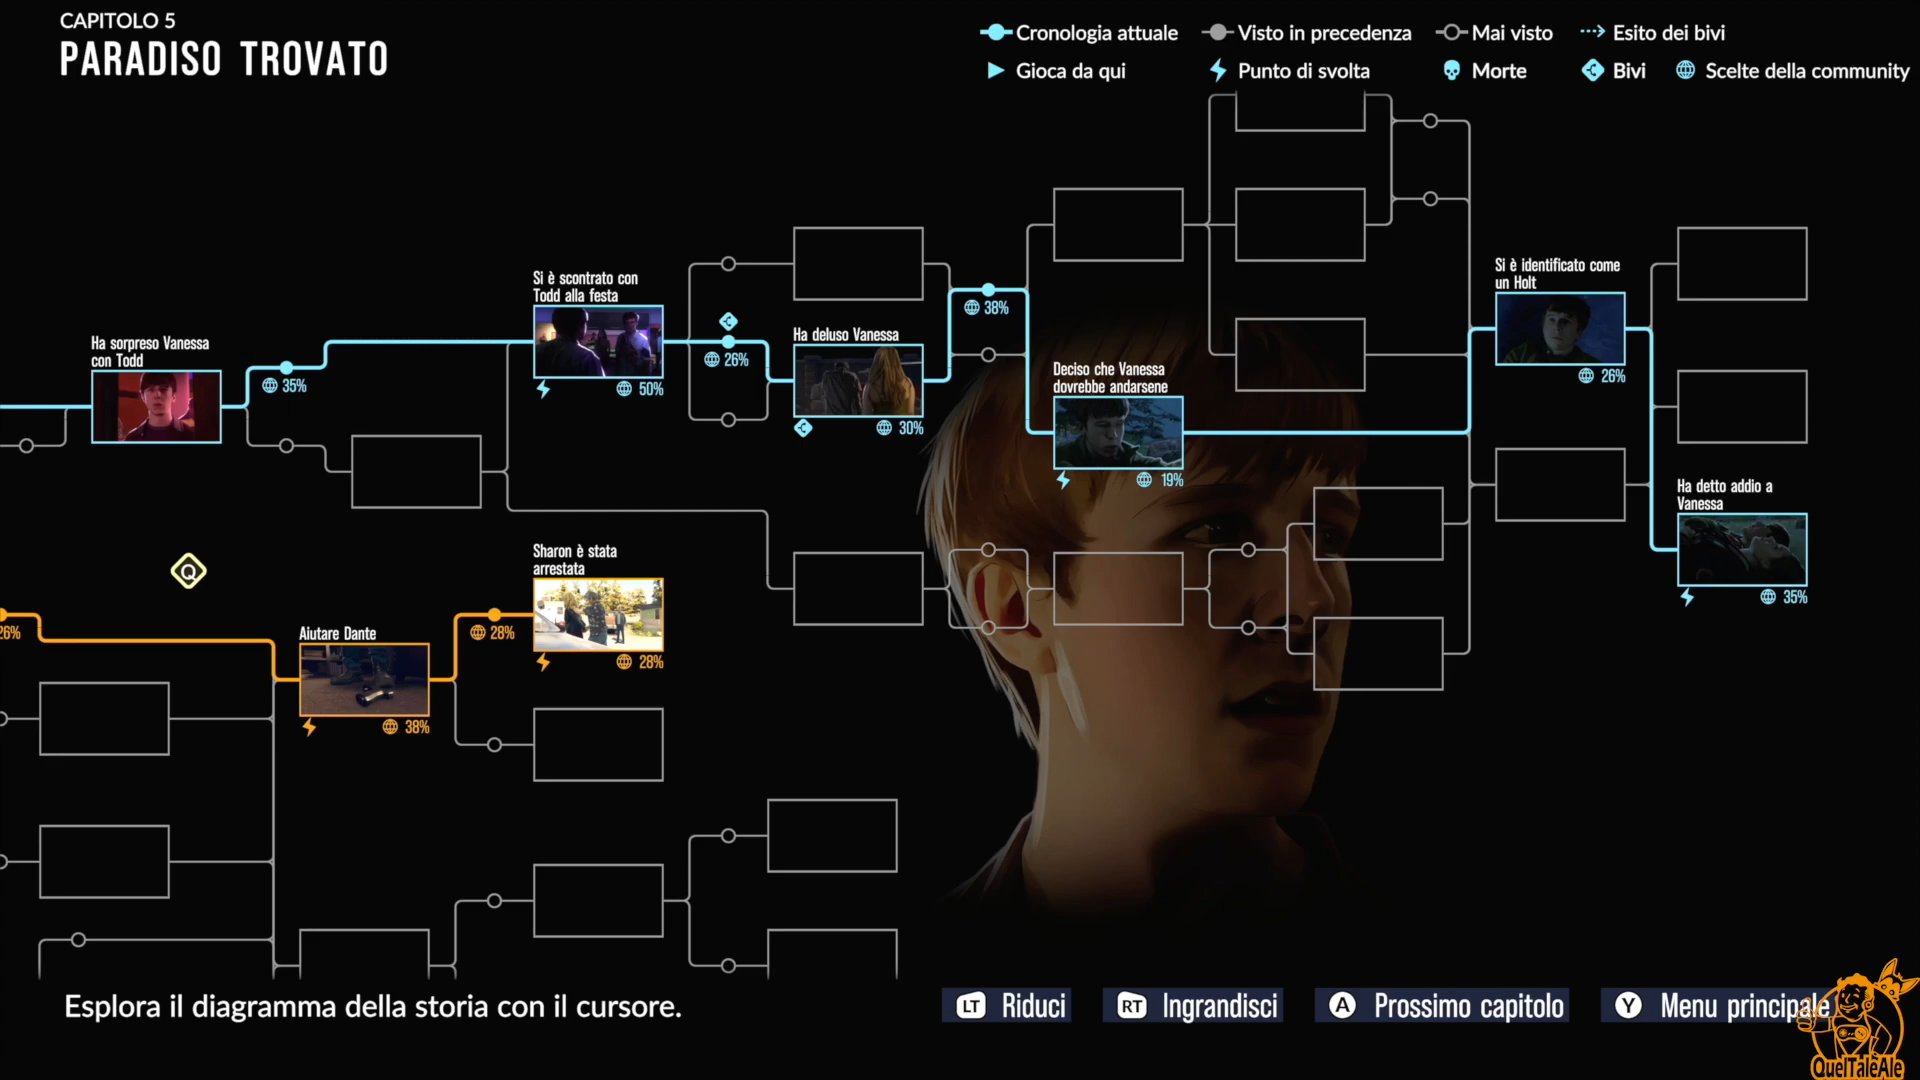 CAPITOLO 5
PARADISO TROVATO
Cronologia attuale
Visto in precedenza
Mai visto
Esito dei bivi
Gioca da qui
Punto di svolta
Morte
Bivi
Scelte della community
Ha sorpreso Vanessa
con Todd
35%
Si è scontrato con
Todd alla festa
50%
26%
Ha deluso Vanessa
30%
38%
Deciso che Vanessa
dovrebbe andarsene
19%
Si è identificato come
un Holt
26%
Ha detto addio a
Vanessa
35%
Q
26%
Aiutare Dante
38%
28%
Sharon è stata
arrestata
28%
Esplora il diagramma della storia con il cursore.
LT Riduci
RT Ingrandisci
A Prossimo capitolo
Y Menu principale
QuelTaleAle